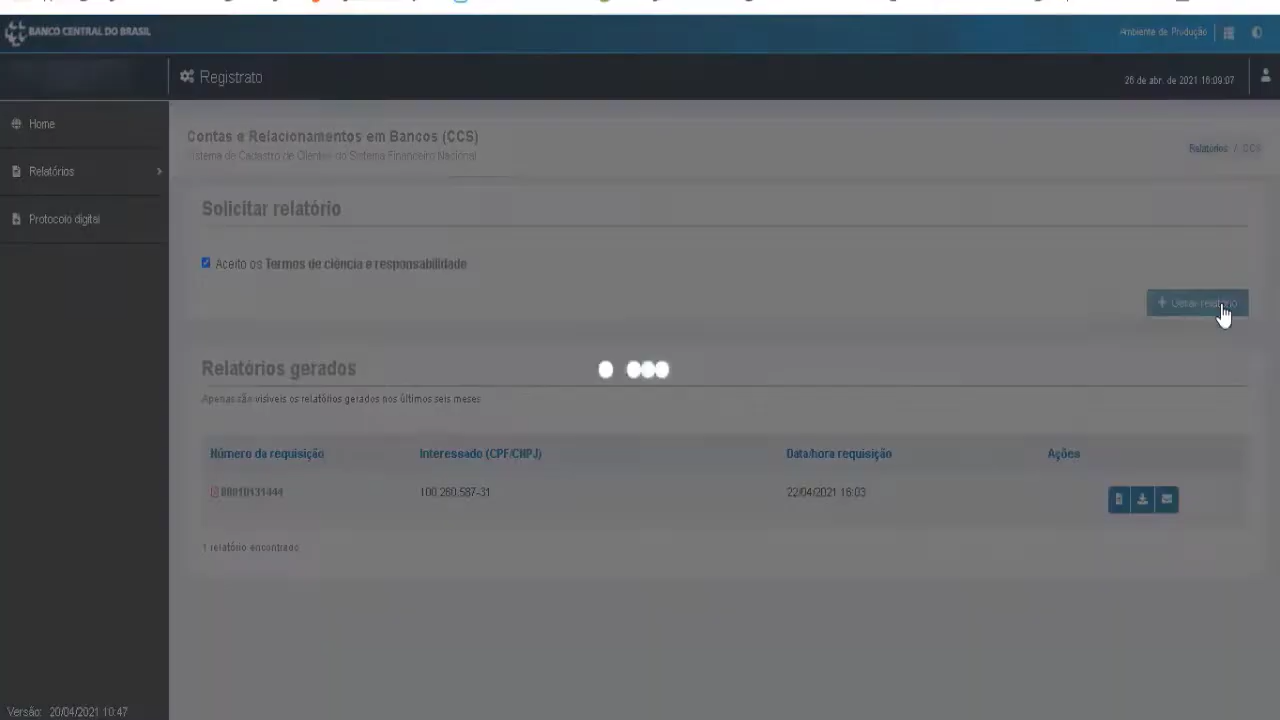 BANCO CENTRAL DO BRASIL
Ambiente de Produção
Registrato
26 de abr. de 2021 16:09:07
Home
Contas e Relacionamentos em Bancos (CCS)
Sistema de Cadastro de Clientes do Sistema Financeiro Nacional
Relatórios / CCS
Relatórios
Solicitar relatório
Protocolo digital
Aceito os Termos de ciência e responsabilidade
Gerar relatório
Relatórios gerados
Apenas são visíveis os relatórios gerados nos últimos seis meses
Número da requisição Interessado (CPF/CNPJ) Data/hora requisição Ações
100.260.587-31 22/04/2021 16:03
1 relatório encontrado
Versão: 20/04/2021 10:47